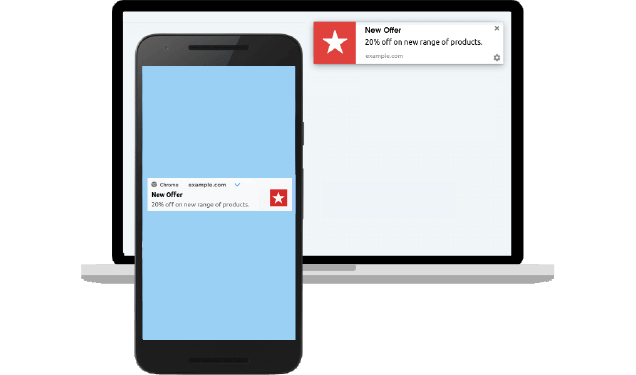 New Offer
20% off on new range of products.
example.com
Chrome example.com
New Offer
20% off on new range of products.